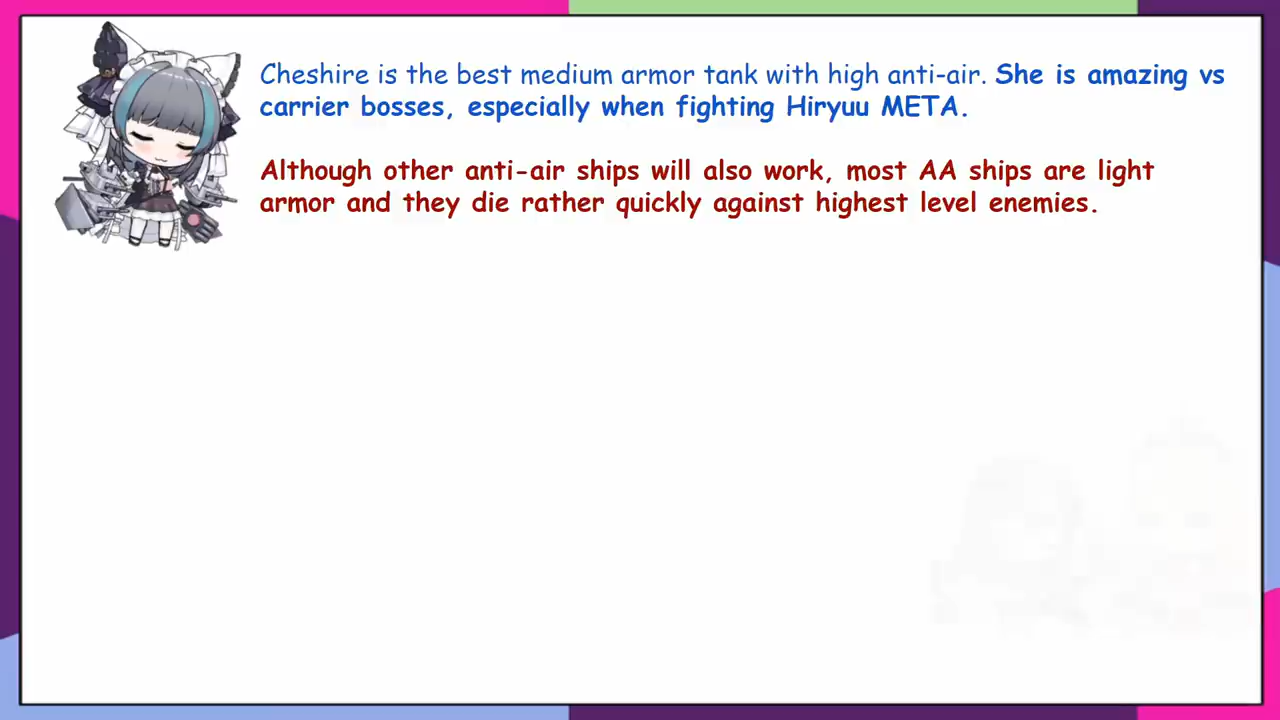 Cheshire is the best medium armor tank with high anti-air. She is amazing vs
carrier bosses, especially when fighting Hiryuu META.
Although other anti-air ships will also work, most AA ships are light
armor and they die rather quickly against highest level enemies.